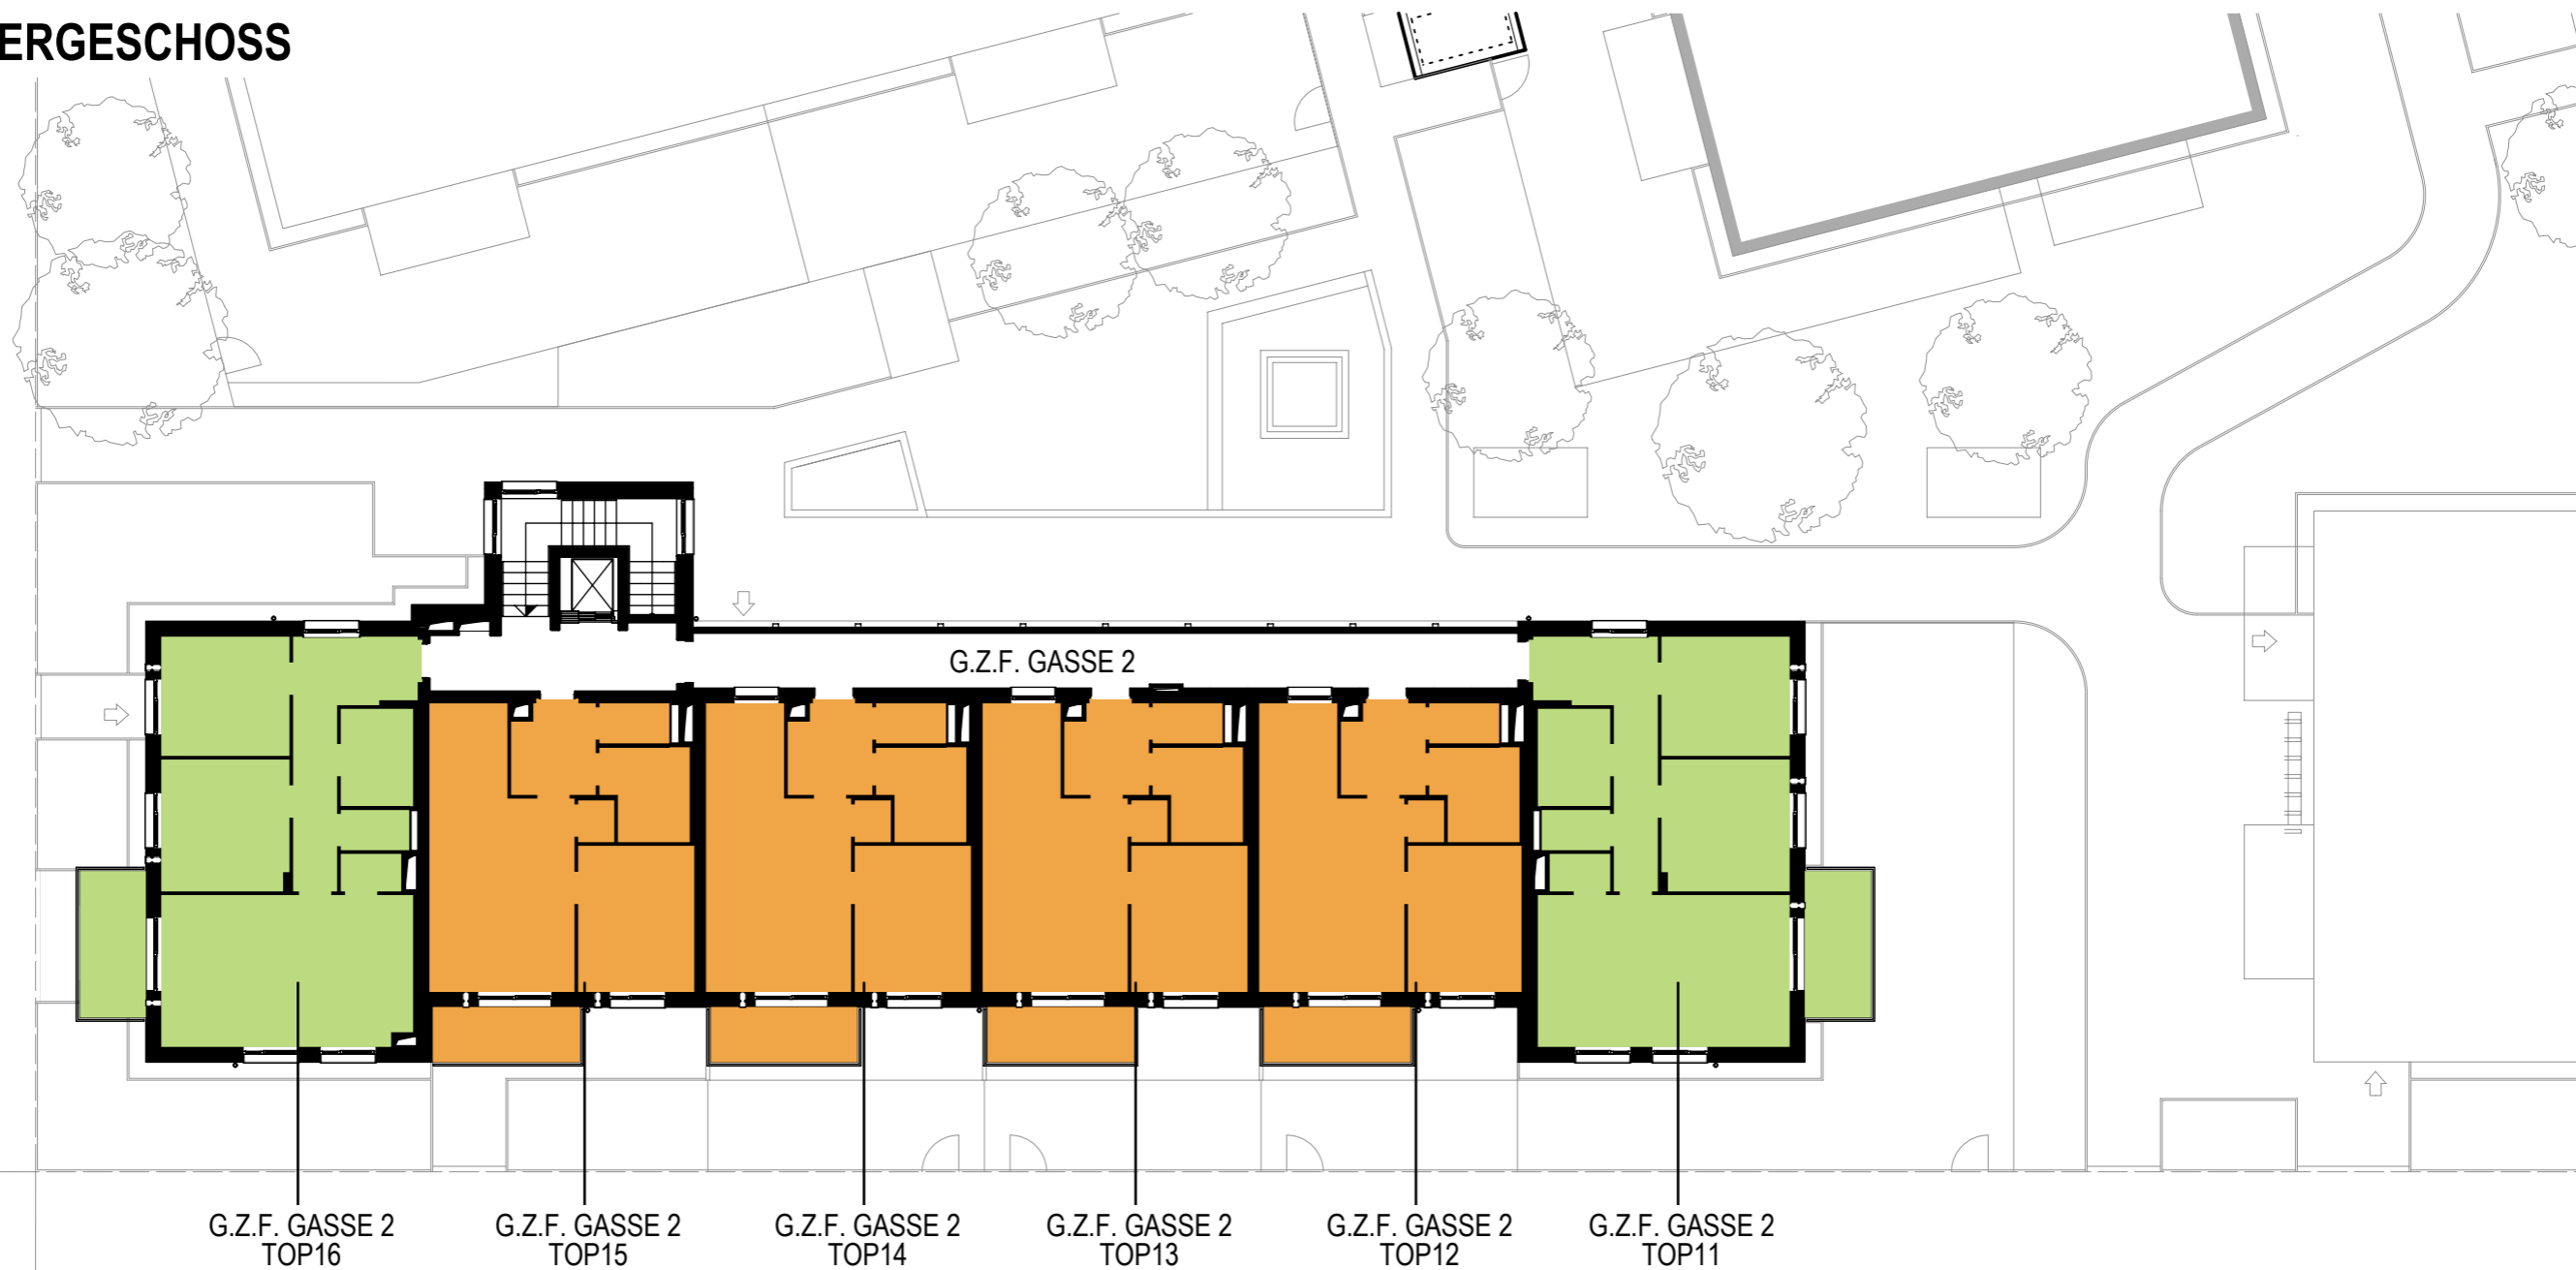 ERGESCHOSS
G.Z.F. GASSE 2
G.Z.F. GASSE 2
TOP16
G.Z.F. GASSE 2
TOP15
G.Z.F. GASSE 2
TOP14
G.Z.F. GASSE 2
TOP13
G.Z.F. GASSE 2
TOP12
G.Z.F. GASSE 2
TOP11